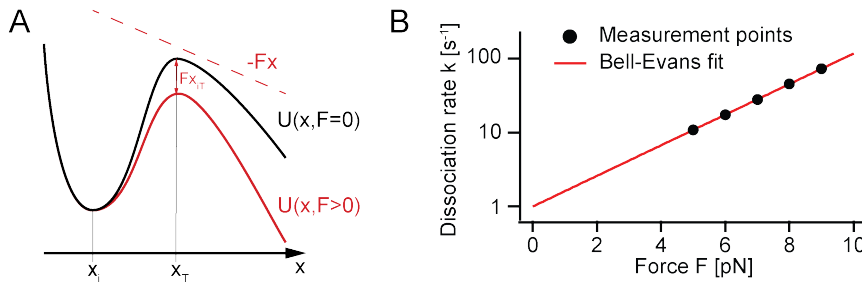 A
-Fx
Fx_iT
U(x,F=0)
U(x,F>0)
x_i
x_T
x
B
Measurement points
Bell-Evans fit
Dissociation rate k [s⁻¹]
100
10
1
0 2 4 6 8 10
Force F [pN]